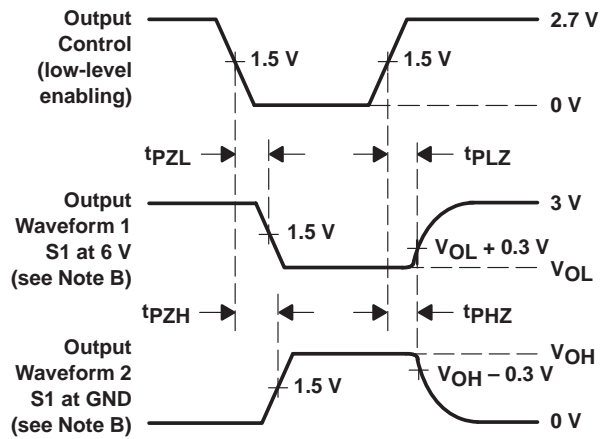 Output
Control
(low-level
enabling)
1.5 V
1.5 V
2.7 V
0 V
tPZL
tPLZ
Output
Waveform 1
S1 at 6 V
(see Note B)
1.5 V
3 V
VOL + 0.3 V
VOL
tPZH
tPHZ
Output
Waveform 2
S1 at GND
(see Note B)
1.5 V
VOH
VOH – 0.3 V
0 V